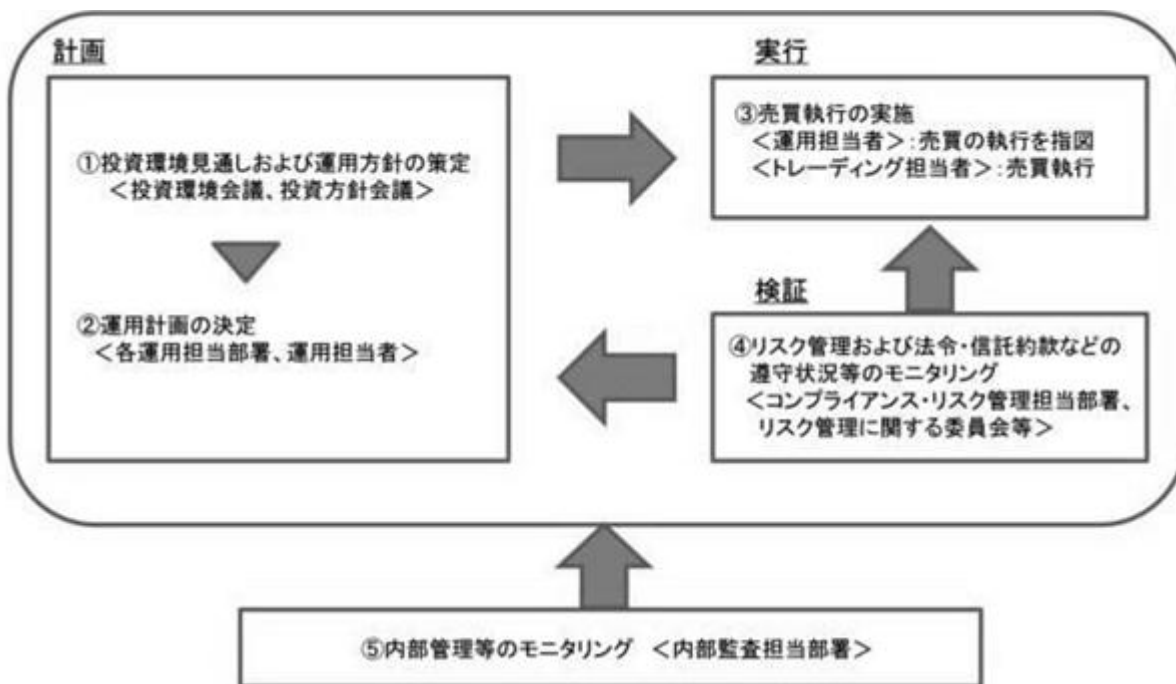 計画
①投資環境見通しおよび運用方針の策定
＜投資環境会議、投資方針会議＞
②運用計画の決定
＜各運用担当部署、運用担当者＞
実行
③売買執行の実施
＜運用担当者＞：売買の執行を指図
＜トレーディング担当者＞：売買執行
検証
④リスク管理および法令・信託約款などの
遵守状況等のモニタリング
＜コンプライアンス・リスク管理担当部署、
リスク管理に関する委員会等＞
⑤内部管理等のモニタリング　＜内部監査担当部署＞